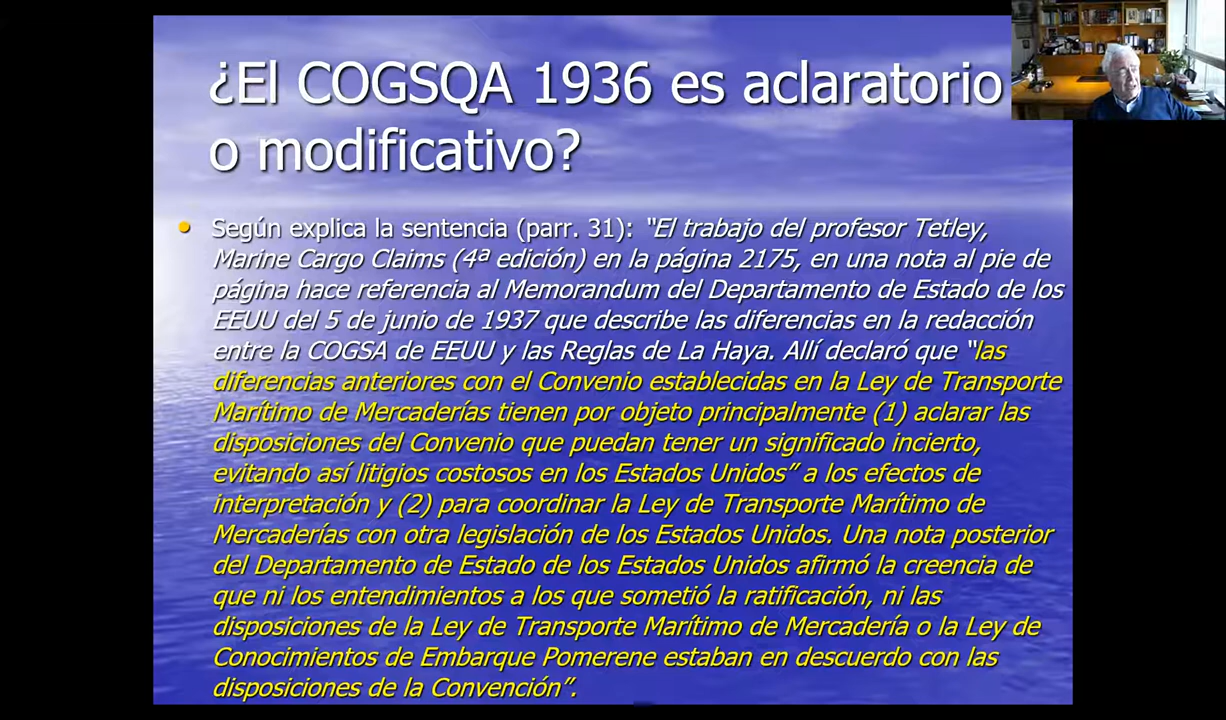 ¿El COGSQA 1936 es aclaratorio
o modificativo?
• Según explica la sentencia (parr. 31): “El trabajo del profesor Tetley,
Marine Cargo Claims (4ª edición) en la página 2175, en una nota al pie de
página hace referencia al Memorandum del Departamento de Estado de los
EEUU del 5 de junio de 1937 que describe las diferencias en la redacción
entre la COGSA de EEUU y las Reglas de La Haya. Allí declaró que “las
diferencias anteriores con el Convenio establecidas en la Ley de Transporte
Marítimo de Mercaderías tienen por objeto principalmente (1) aclarar las
disposiciones del Convenio que puedan tener un significado incierto,
evitando así litigios costosos en los Estados Unidos” a los efectos de
interpretación y (2) para coordinar la Ley de Transporte Marítimo de
Mercaderías con otra legislación de los Estados Unidos. Una nota posterior
del Departamento de Estado de los Estados Unidos afirmó la creencia de
que ni los entendimientos a los que sometió la ratificación, ni las
disposiciones de la Ley de Transporte Marítimo de Mercadería o la Ley de
Conocimientos de Embarque Pomerene estaban en descuerdo con las
disposiciones de la Convención”.